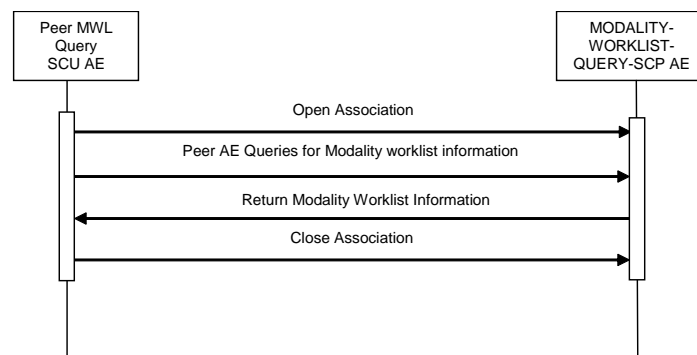 Peer MWL
Query
SCU AE
MODALITY-
WORKLIST-
QUERY-SCP AE
Open Association
Peer AE Queries for Modality worklist information
Return Modality Worklist Information
Close Association